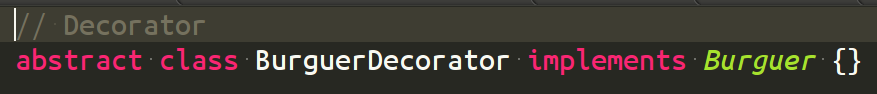 // Decorator
abstract class BurguerDecorator implements Burguer {}